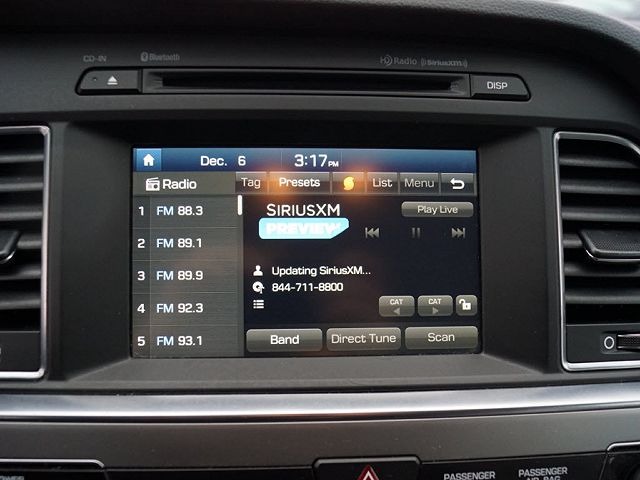 CD-IN Bluetooth HD Radio ((SiriusXM))
DISP
Dec. 6 3:17PM
Radio Tag Presets List Menu
1 FM 88.3
2 FM 89.1
3 FM 89.9
4 FM 92.3
5 FM 93.1
SIRIUSXM
PREVIEW
Play Live
Updating SiriusXM...
844-711-8800
CAT CAT
Band Direct Tune Scan
PASSENGER
PASSENGER
AIR BAG